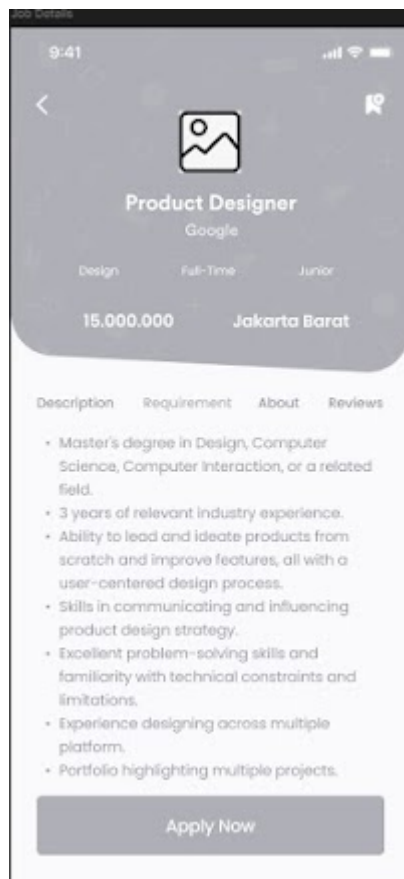 Job Details
9:41
Product Designer
Google
Design Full-Time Junior
15.000.000 Jakarta Barat
Description Requirement About Reviews
• Master's degree in Design, Computer
Science, Computer Interaction, or a related
field.
• 3 years of relevant industry experience.
• Ability to lead and ideate products from
scratch and improve features, all with a
user-centered design process.
• Skills in communicating and influencing
product design strategy.
• Excellent problem-solving skills and
familiarity with technical constraints and
limitations.
• Experience designing across multiple
platform.
• Portfolio highlighting multiple projects.
Apply Now